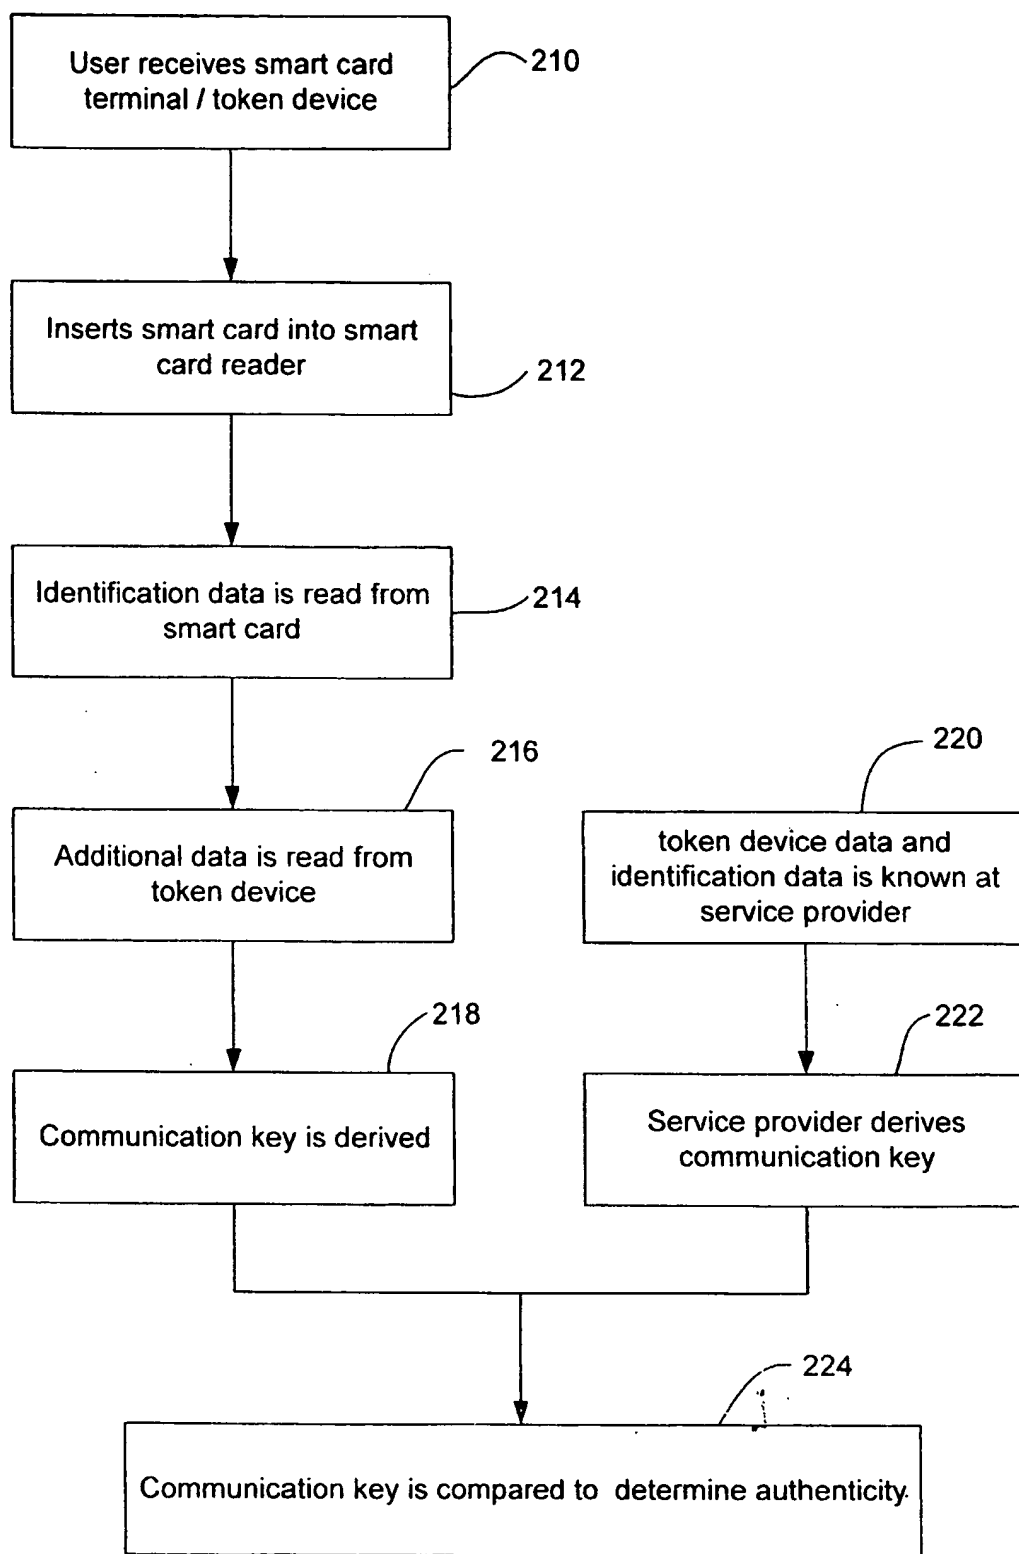 User receives smart card
terminal / token device
210
Inserts smart card into smart
card reader
212
Identification data is read from
smart card
214
216
Additional data is read from
token device
220
token device data and
identification data is known at
service provider
218
Communication key is derived
222
Service provider derives
communication key
224
Communication key is compared to determine authenticity.